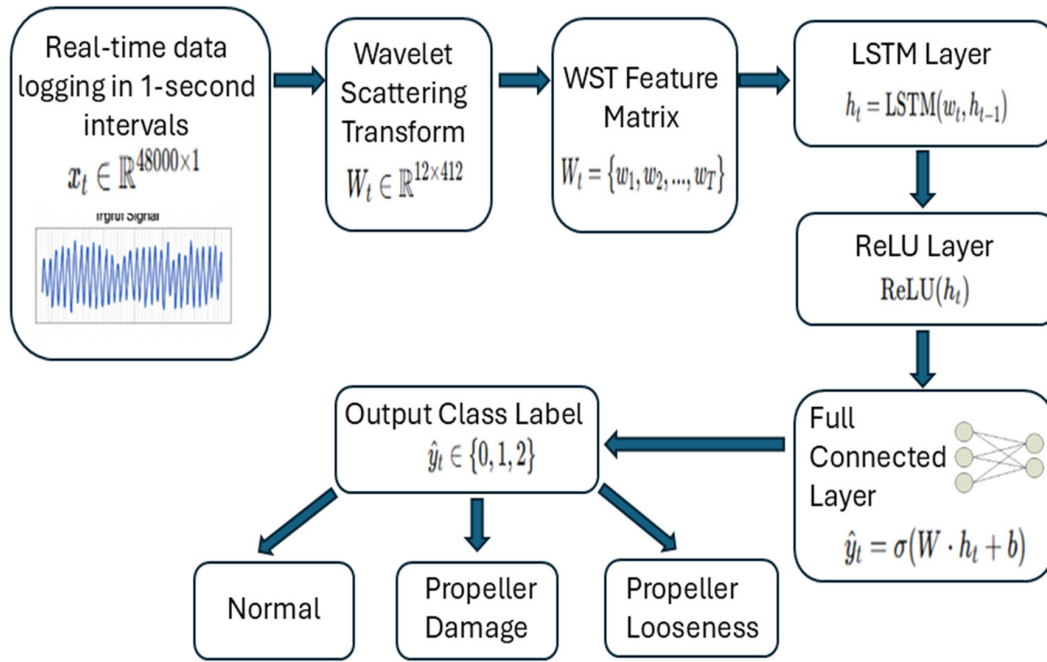 Real-time data
logging in 1-second
intervals
x_t ∈ ℝ^{48000×1}
Wavelet
Scattering
Transform
W_t ∈ ℝ^{12×412}
WST Feature
Matrix
W_t = {w_1, w_2, ..., w_T}
LSTM Layer
h_t = LSTM(w_t, h_{t-1})
ReLU Layer
ReLU(h_t)
Full
Connected
Layer
ŷ_t = σ(W · h_t + b)
Output Class Label
ŷ_t ∈ {0, 1, 2}
Normal
Propeller
Damage
Propeller
Looseness